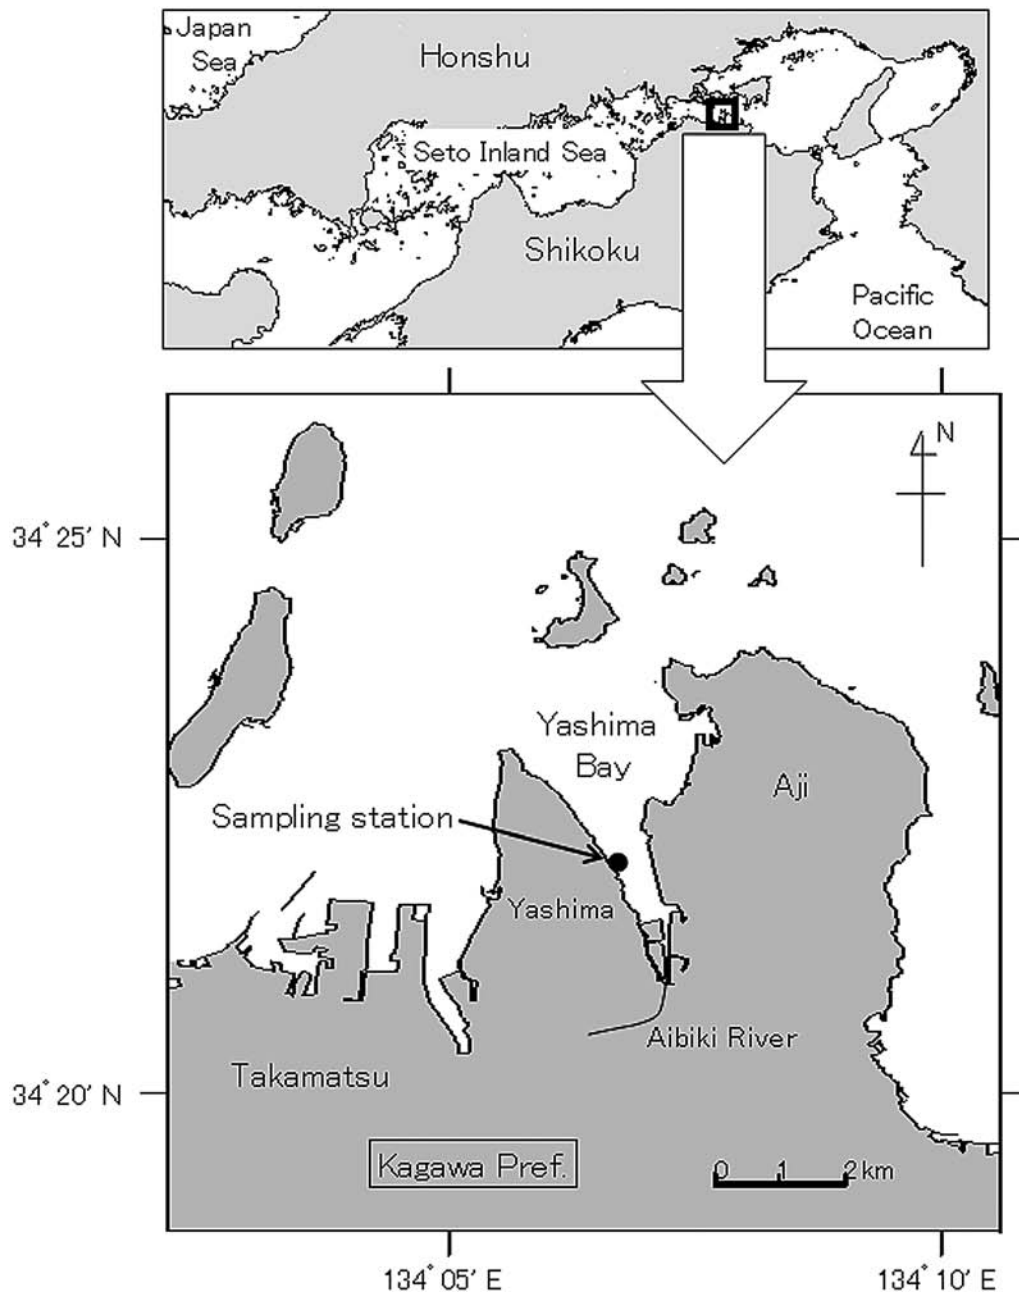 Japan
Sea
Honshu
Seto Inland Sea
Shikoku
Pacific
Ocean
N
34° 25' N
Yashima
Bay
Aji
Sampling station
Yashima
Aibiki River
Takamatsu
34° 20' N
Kagawa Pref.
0 1 2 km
134° 05' E
134° 10' E